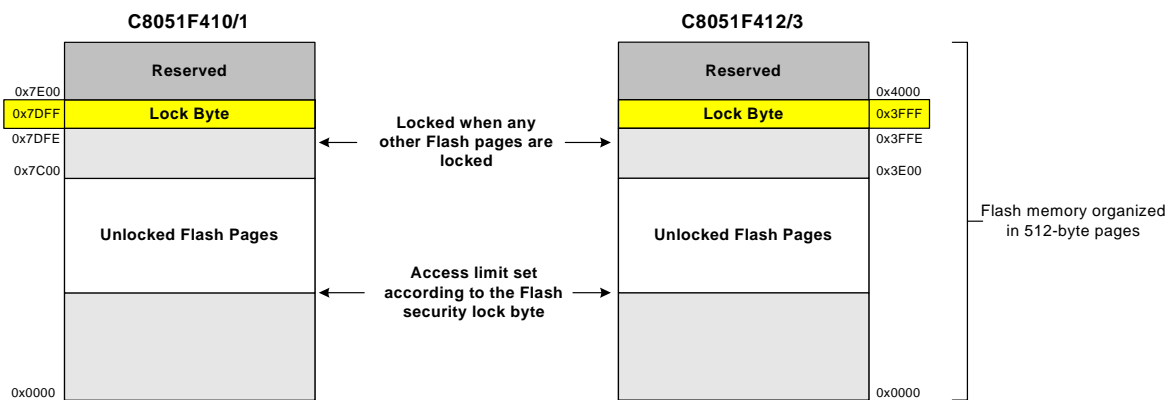 C8051F410/1
C8051F412/3
Reserved
Reserved
0x7E00
0x4000
0x7DFF
Lock Byte
Lock Byte
0x3FFF
0x7DFE
0x3FFE
Locked when any
other Flash pages are
locked
0x7C00
0x3E00
Unlocked Flash Pages
Unlocked Flash Pages
Flash memory organized
in 512-byte pages
Access limit set
according to the Flash
security lock byte
0x0000
0x0000